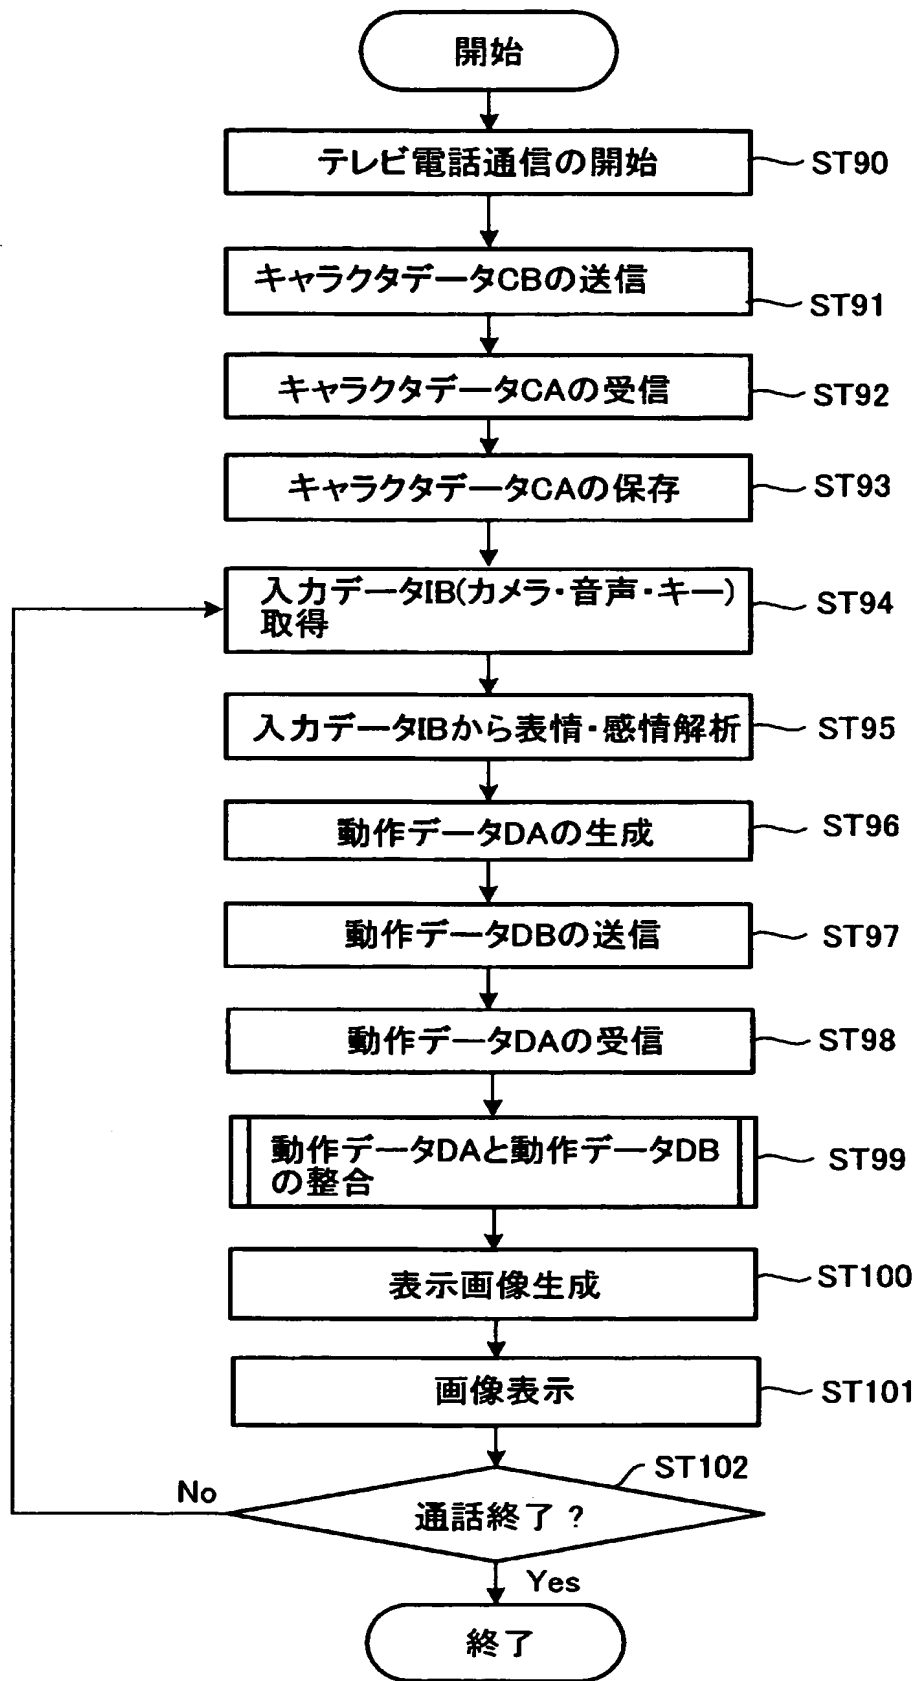 開始
テレビ電話通信の開始
ST90
キャラクタデータCBの送信
ST91
キャラクタデータCAの受信
ST92
キャラクタデータCAの保存
ST93
入力データIB(カメラ・音声・キー)
取得
ST94
入力データIBから表情・感情解析
ST95
動作データDAの生成
ST96
動作データDBの送信
ST97
動作データDAの受信
ST98
動作データDAと動作データDB
の整合
ST99
表示画像生成
ST100
画像表示
ST101
ST102
No
通話終了?
Yes
終了